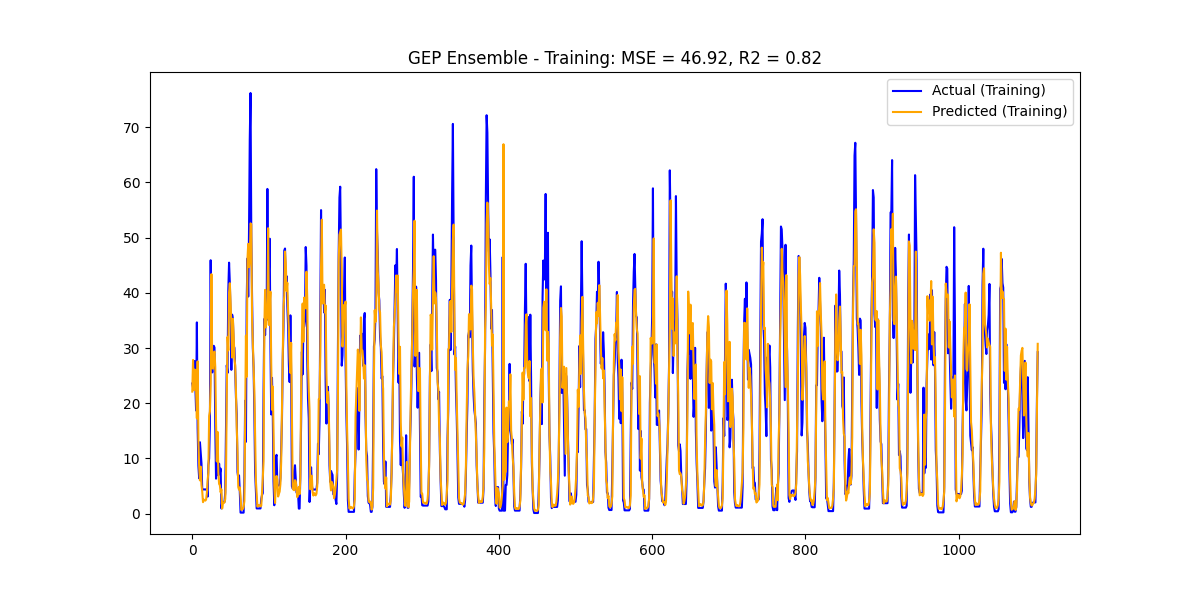 GEP Ensemble - Training: MSE = 46.92, R2 = 0.82
Actual (Training)
Predicted (Training)
70
60
50
40
30
20
10
0
0 200 400 600 800 1000